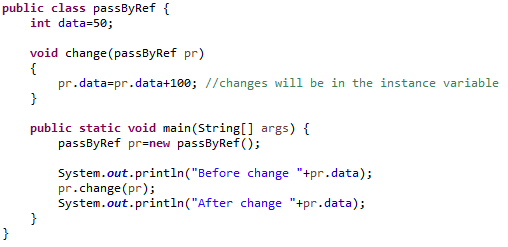 public class passByRef {
int data=50;
void change(passByRef pr)
{
pr.data=pr.data+100; //changes will be in the instance variable
}
public static void main(String[] args) {
passByRef pr=new passByRef();
System.out.println("Before change "+pr.data);
pr.change(pr);
System.out.println("After change "+pr.data);
}
}